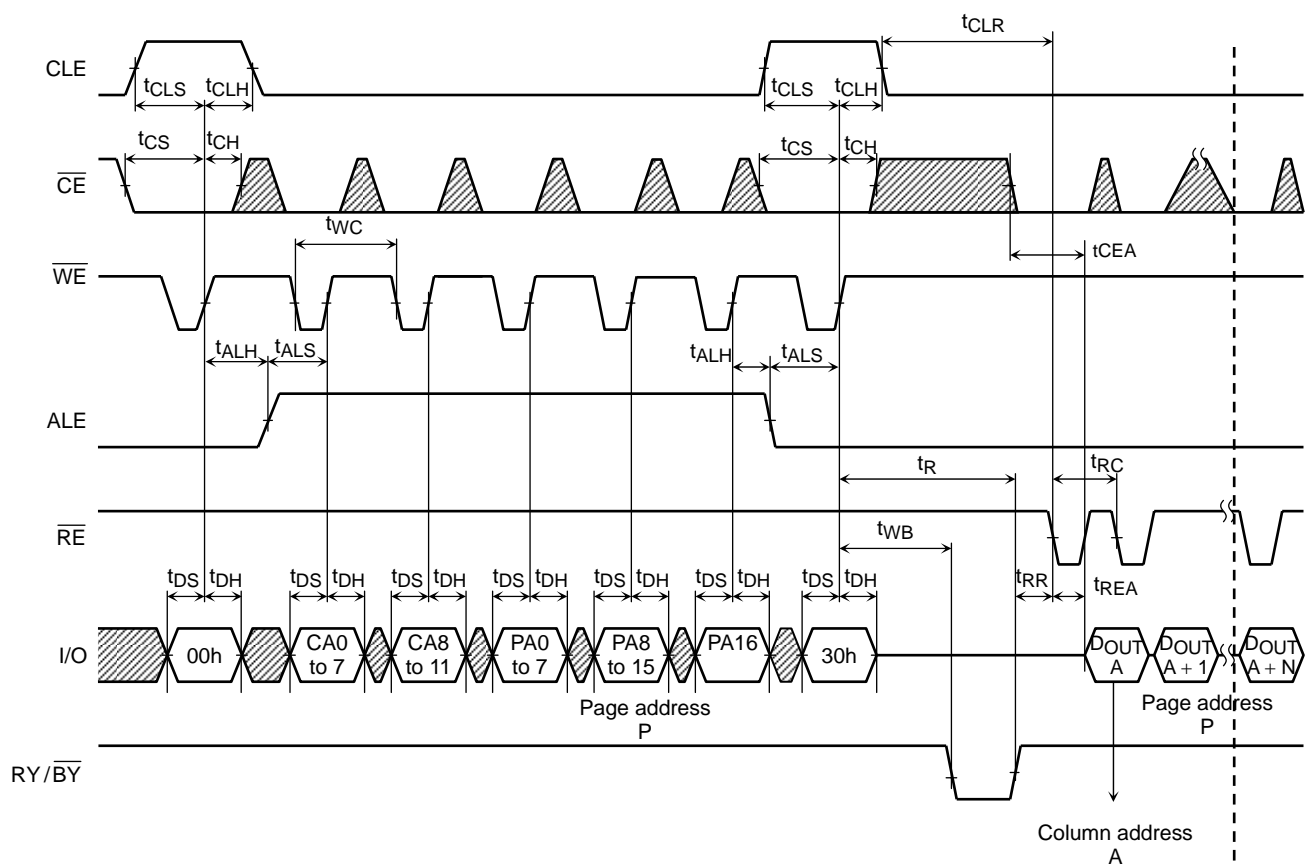 tCLR
CLE
tCLS tCLH tCLS tCLH
tCS tCH tCS tCH
CE
tWC
tCEA
WE
tALH tALS tALH tALS
ALE
tR tRC
RE
tWB
tDS tDH tDS tDH tDS tDH tDS tDH tDS tDH tDS tDH tDS tDH tRR tREA
I/O 00h CA0 to 7 CA8 to 11 PA0 to 7 PA8 to 15 PA16 30h DOUT A DOUT A + 1 DOUT A + N
Page address P
Page address P
RY/BY
Column address
A